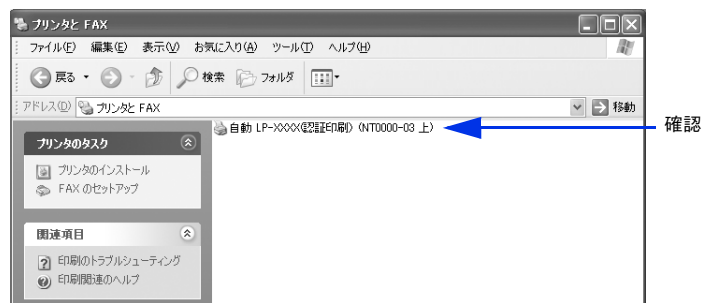 プリンタと FAX
ファイル(F) 編集(E) 表示(V) お気に入り(A) ツール(T) ヘルプ(H)
戻る 検索 フォルダ
アドレス(D) プリンタと FAX 移動
自動 LP-XXXX(認証印刷) (NT0000-03 上)
確認
プリンタのタスク
プリンタのインストール
FAX のセットアップ
関連項目
印刷のトラブルシューティング
印刷関連のヘルプ